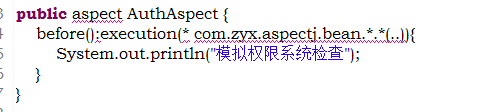 public aspect AuthAspect {
before():execution(* com.zyx.aspectj.bean.*.*(..)){
System.out.println("模拟权限系统检查");
}
}